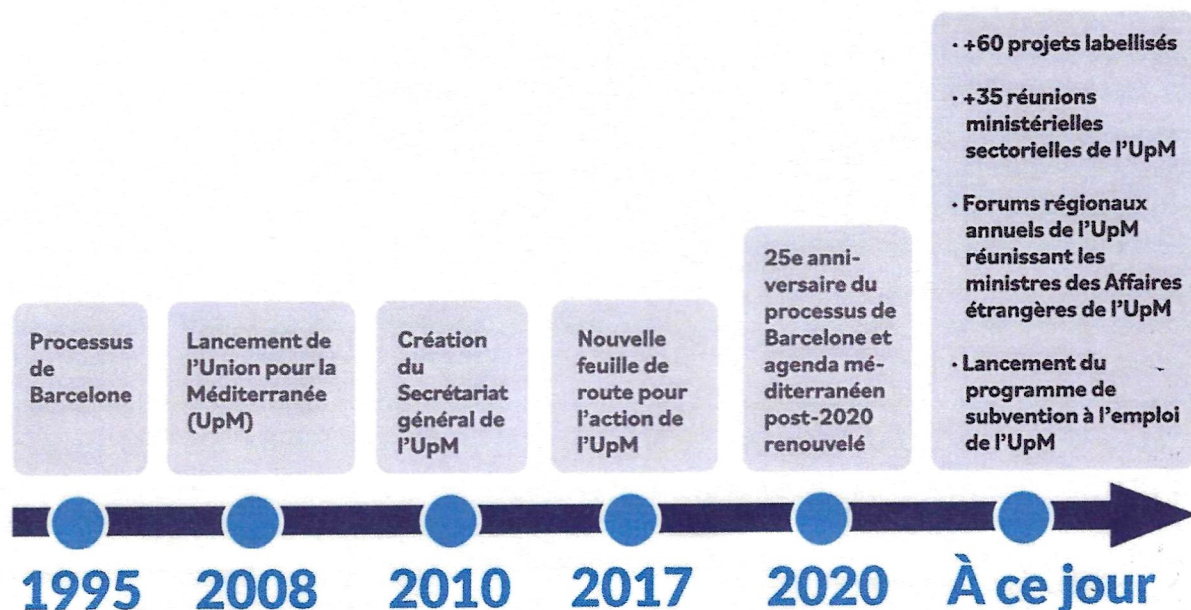 Processus
de
Barcelone
1995
Lancement de
l'Union pour la
Méditerranée
(UpM)
2008
Création
du
Secrétariat
général de
l'UpM
2010
Nouvelle
feuille de
route pour
l'action de
l'UpM
2017
25e anni-
versaire du
processus de
Barcelone et
agenda mé-
diterranéen
post-2020
renouvelé
2020
· +60 projets labellisés
· +35 réunions
ministérielles
sectorielles de l'UpM
· Forums régionaux
annuels de l'UpM
réunissant les
ministres des Affaires
étrangères de l'UpM
· Lancement du
programme de
subvention à l'emploi
de l'UpM
À ce jour